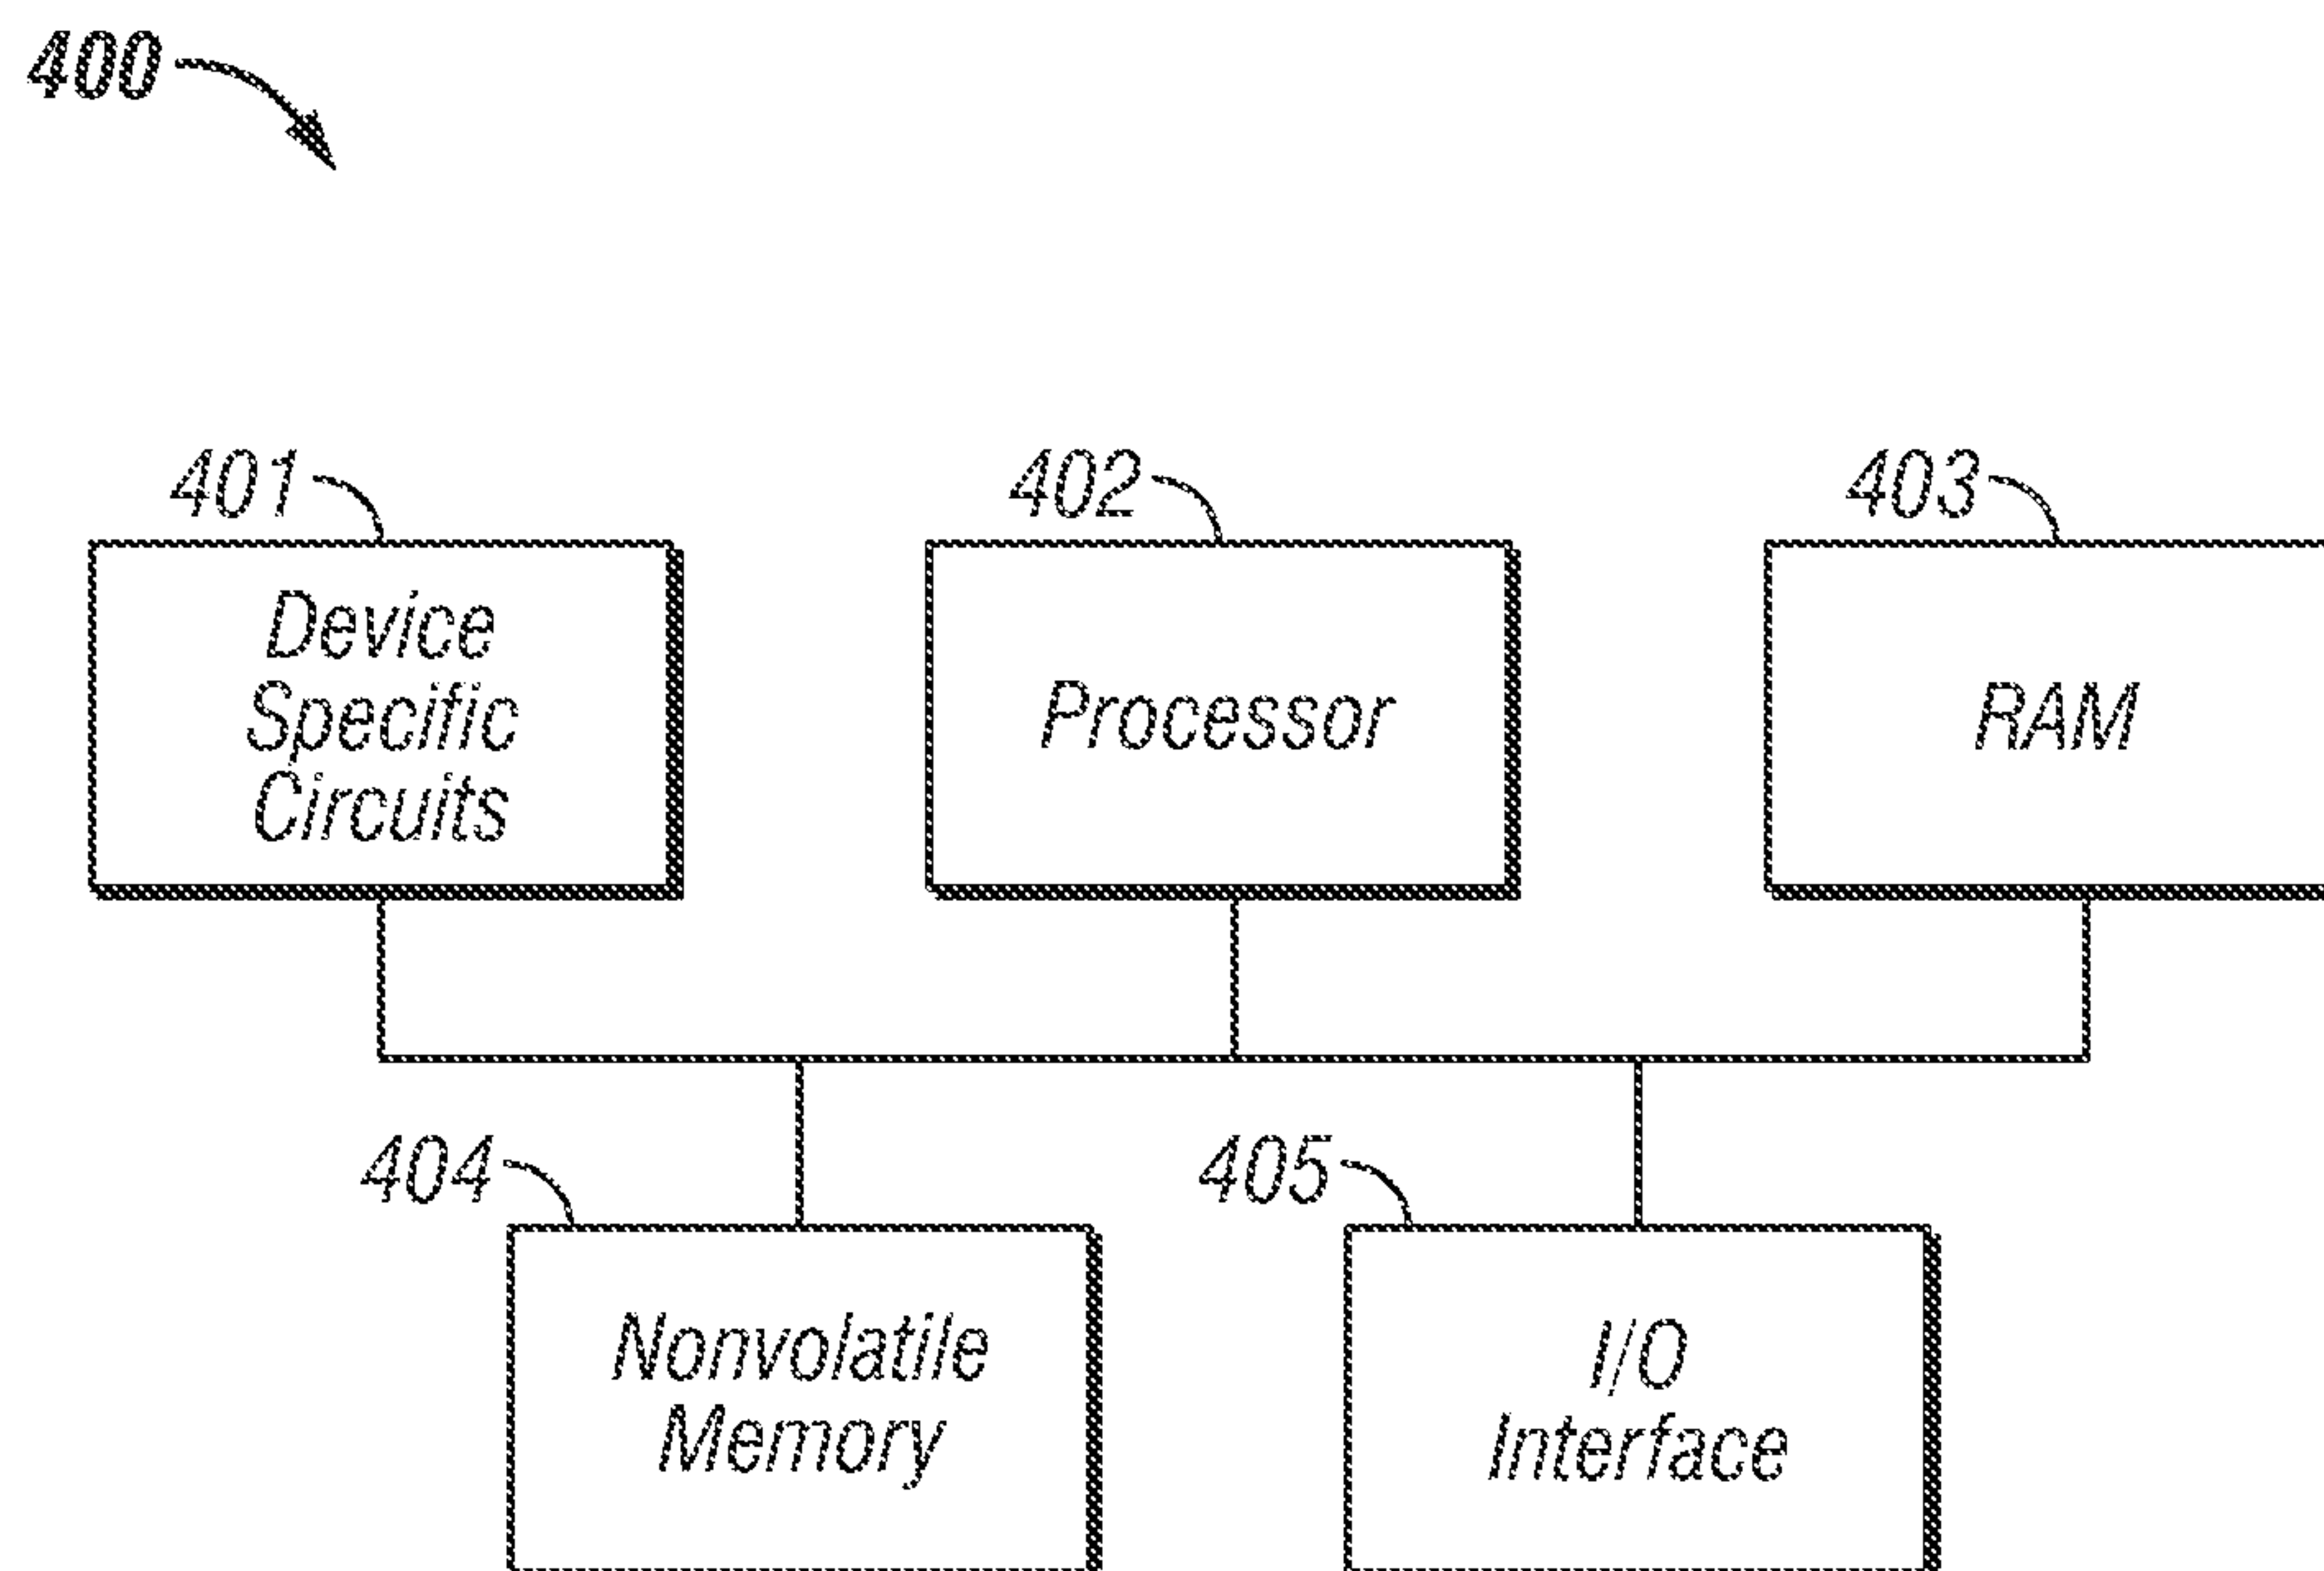 400
401
402
403
Device
Specific
Circuits
Processor
RAM
404
405
Nonvolatile
Memory
I/O
Interface